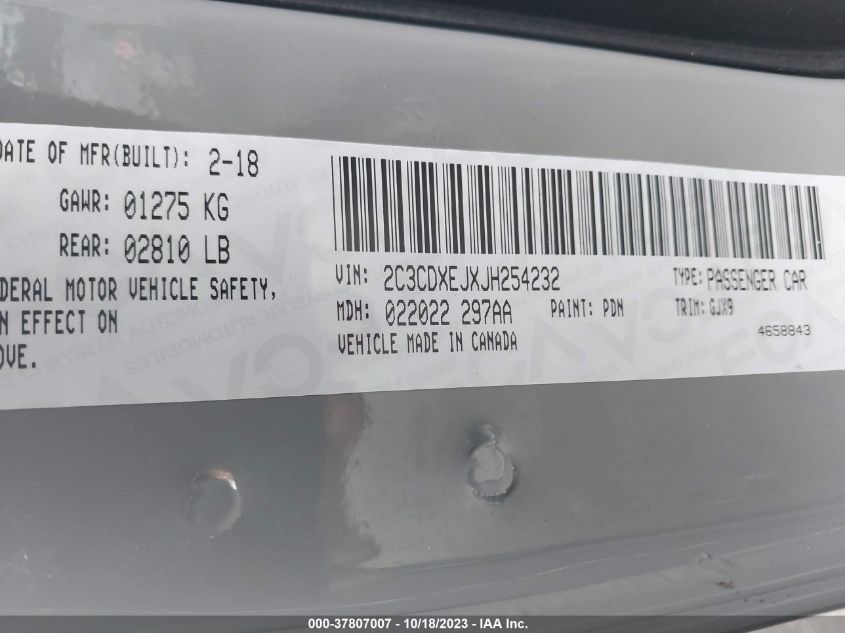 DATE OF MFR(BUILT): 2-18
GAWR: 01275 KG
REAR: 02810 LB
DERAL MOTOR VEHICLE SAFETY,
N EFFECT ON
OVE.
VIN: 2C3CDXEJXJH254232 TYPE: PASSENGER CAR
MDH: 022022 297AA PAINT: PDN TRIM: GJX9
VEHICLE MADE IN CANADA 4658843
000-37807007 - 10/18/2023 - IAA Inc.